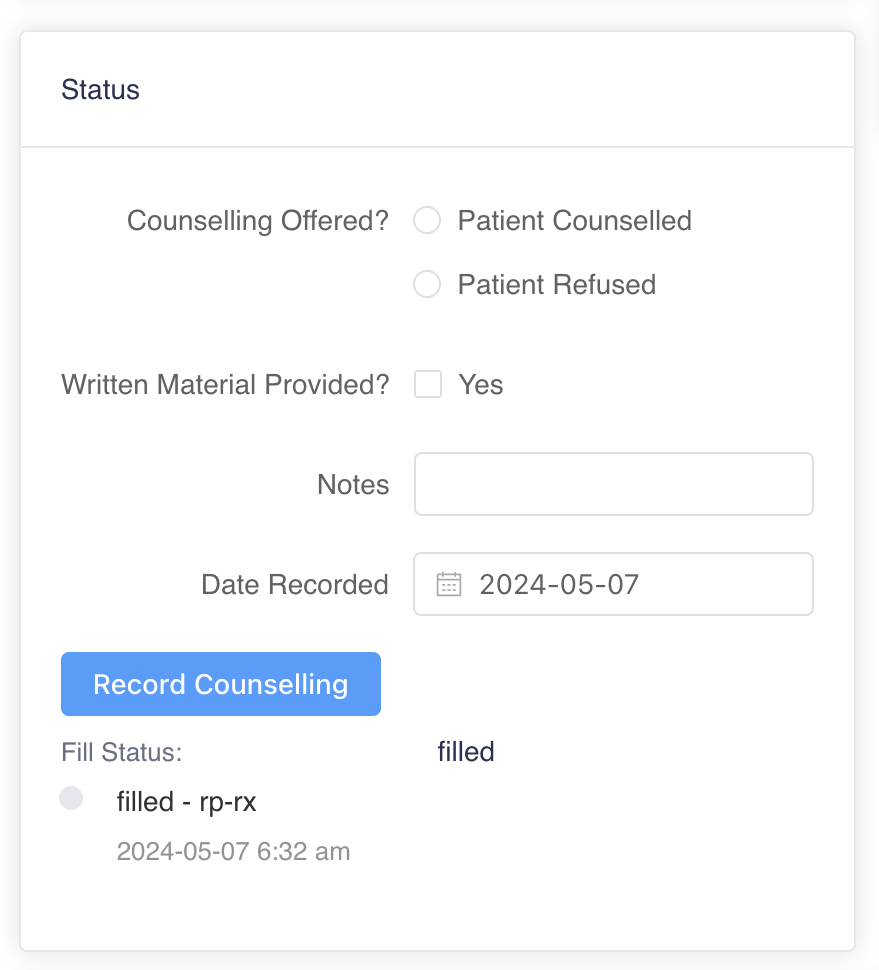 Status
Counselling Offered? Patient Counselled
Patient Refused
Written Material Provided? Yes
Notes
Date Recorded 2024-05-07
Record Counselling
Fill Status: filled
filled - rp-rx
2024-05-07 6:32 am